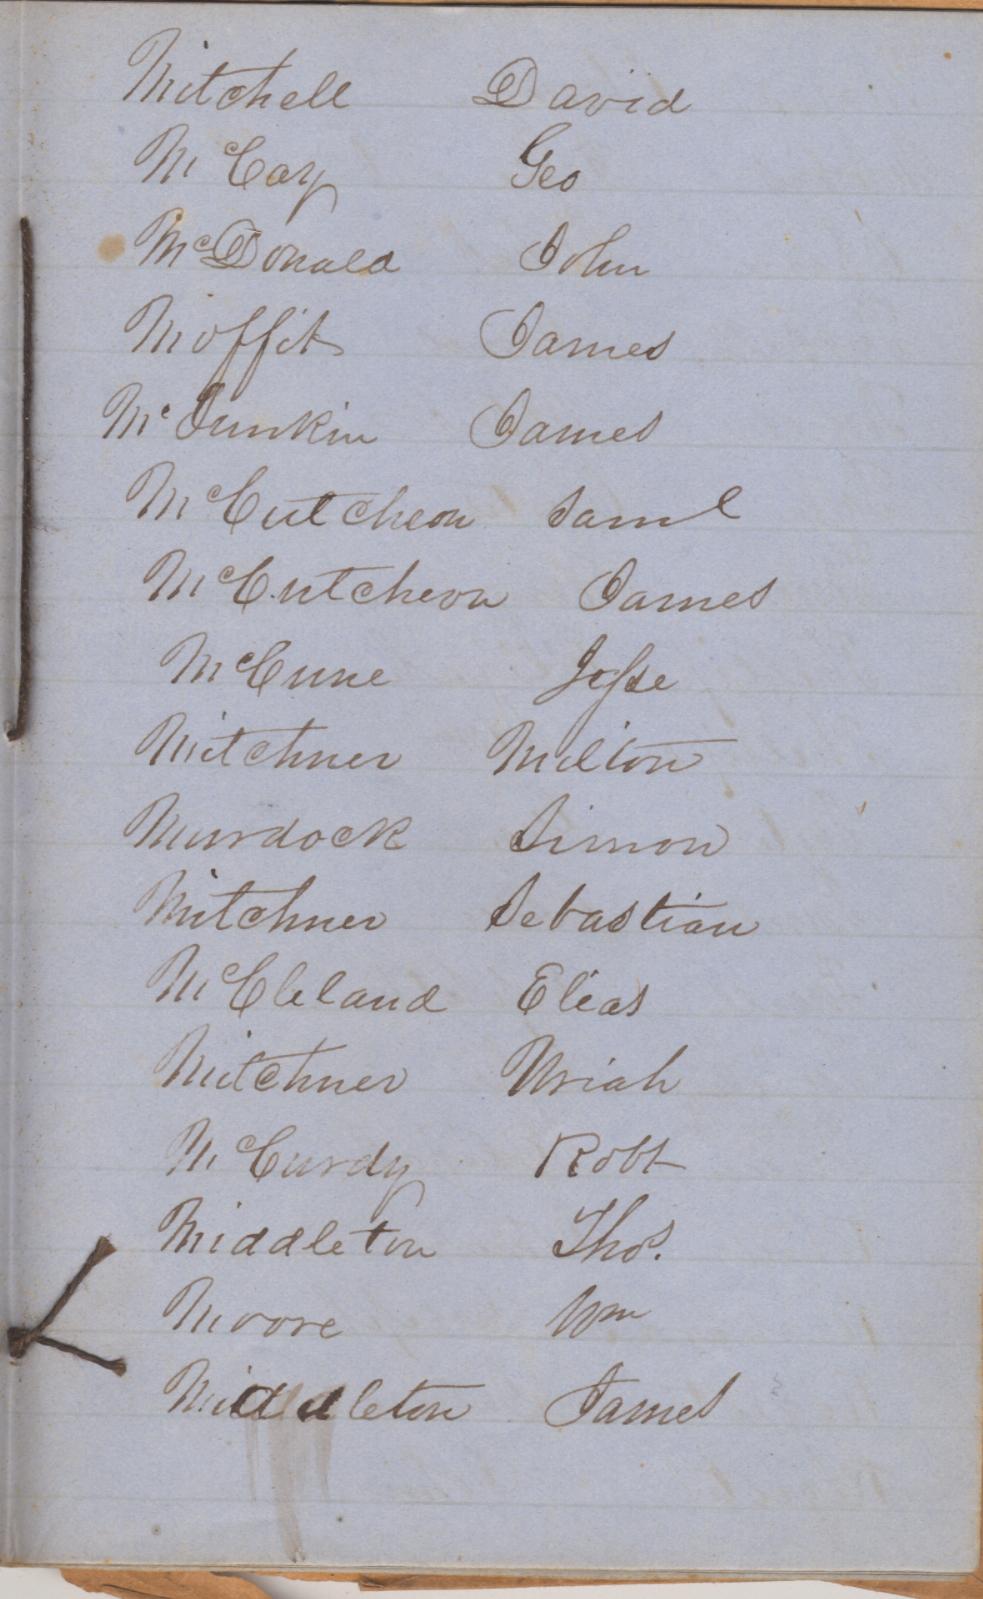 Mitchell David
McCay Geo
McDonald John
Moffit James
McJunkin James
McCutcheon Saml
McCutcheon James
McCune Jesse
Mitchner Milton
Murdock Simon
Mitchner Sebastian
McCleland Elias
Mitchner Uriah
McCurdy Robt
Middleton Thos.
Moore Wm
Middleton James